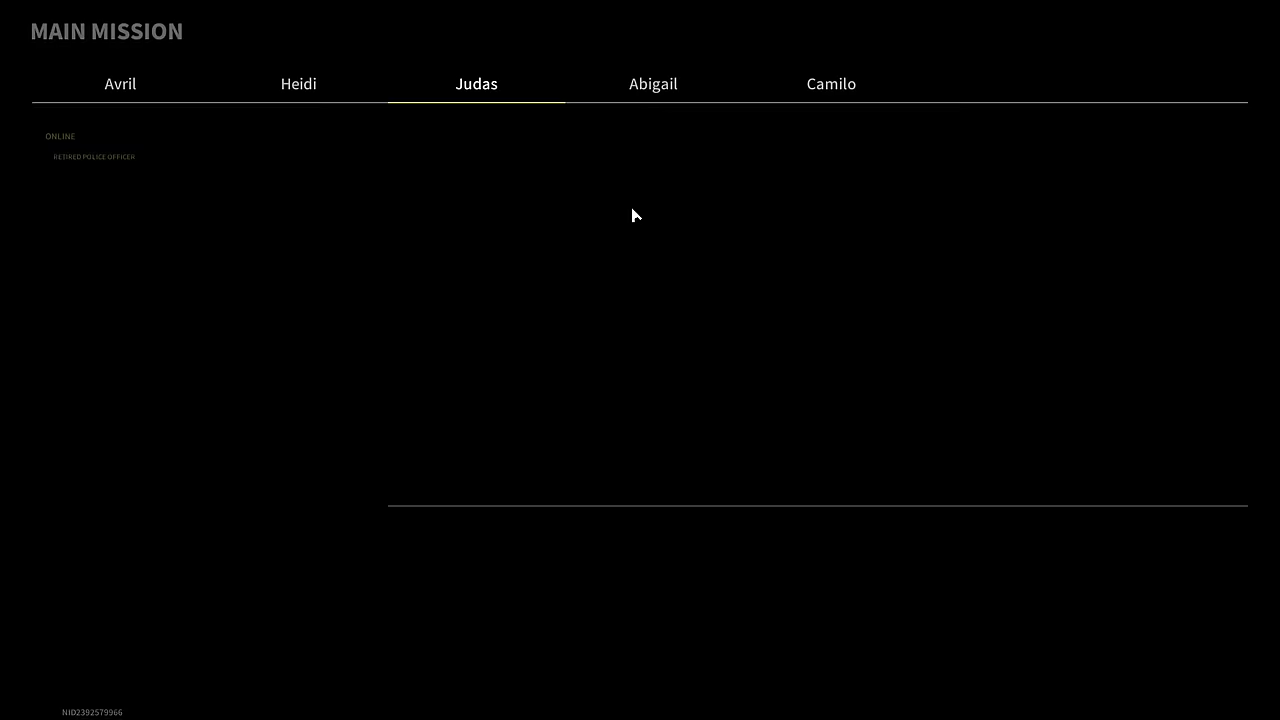 MAIN MISSION
Avril Heidi Judas Abigail Camilo
ONLINE
RETIRED POLICE OFFICER
NID2392579966